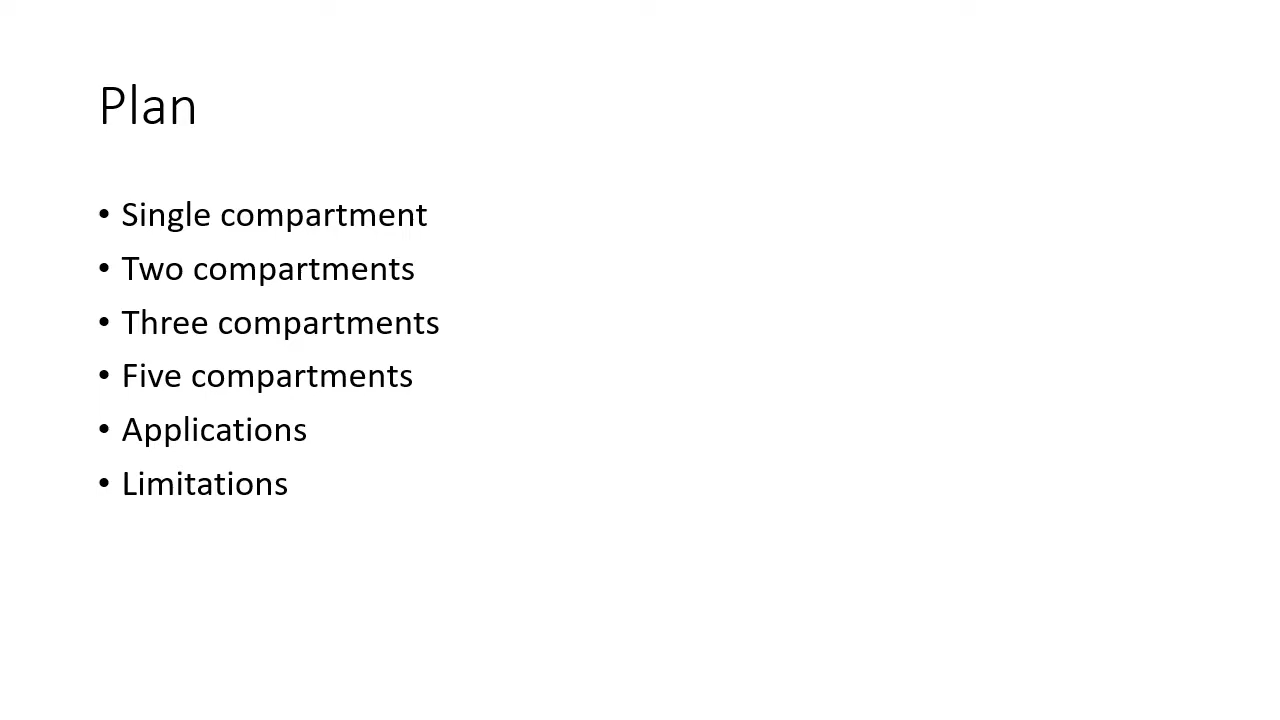 Plan
• Single compartment
• Two compartments
• Three compartments
• Five compartments
• Applications
• Limitations